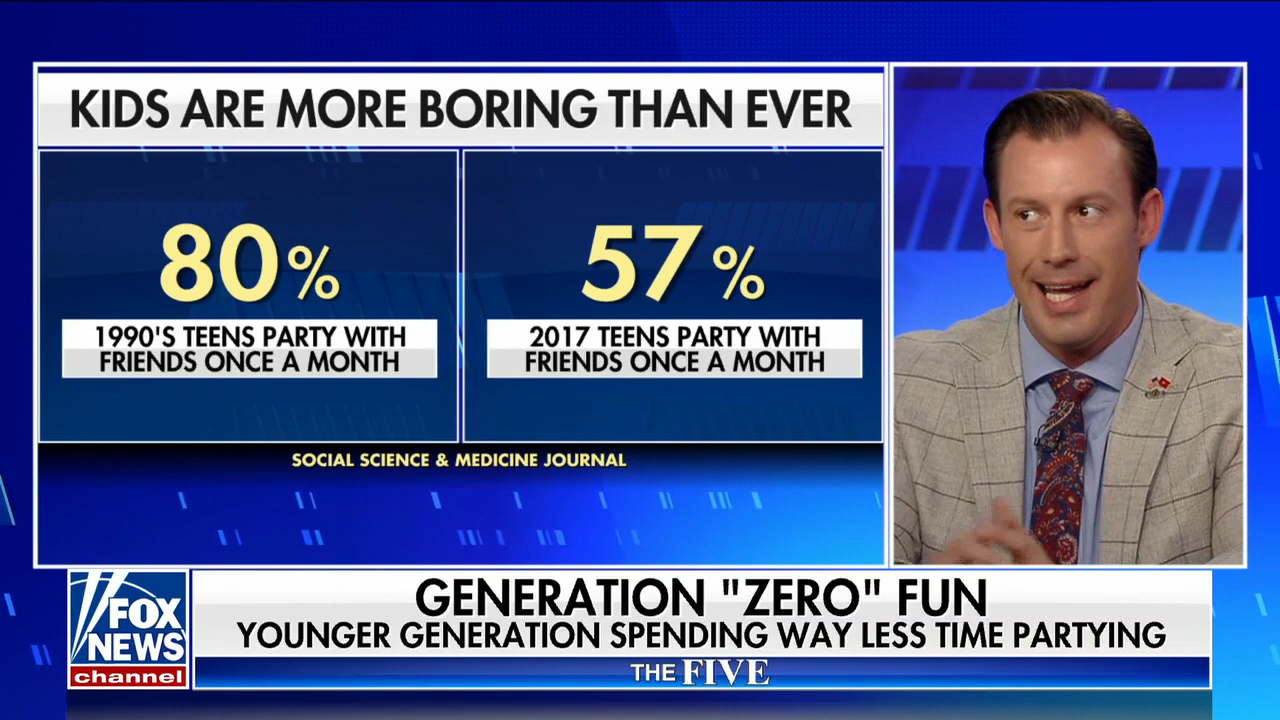 KIDS ARE MORE BORING THAN EVER
80%
1990'S TEENS PARTY WITH
FRIENDS ONCE A MONTH
57%
2017 TEENS PARTY WITH
FRIENDS ONCE A MONTH
SOCIAL SCIENCE & MEDICINE JOURNAL
FOX
NEWS
channel
GENERATION "ZERO" FUN
YOUNGER GENERATION SPENDING WAY LESS TIME PARTYING
THE FIVE